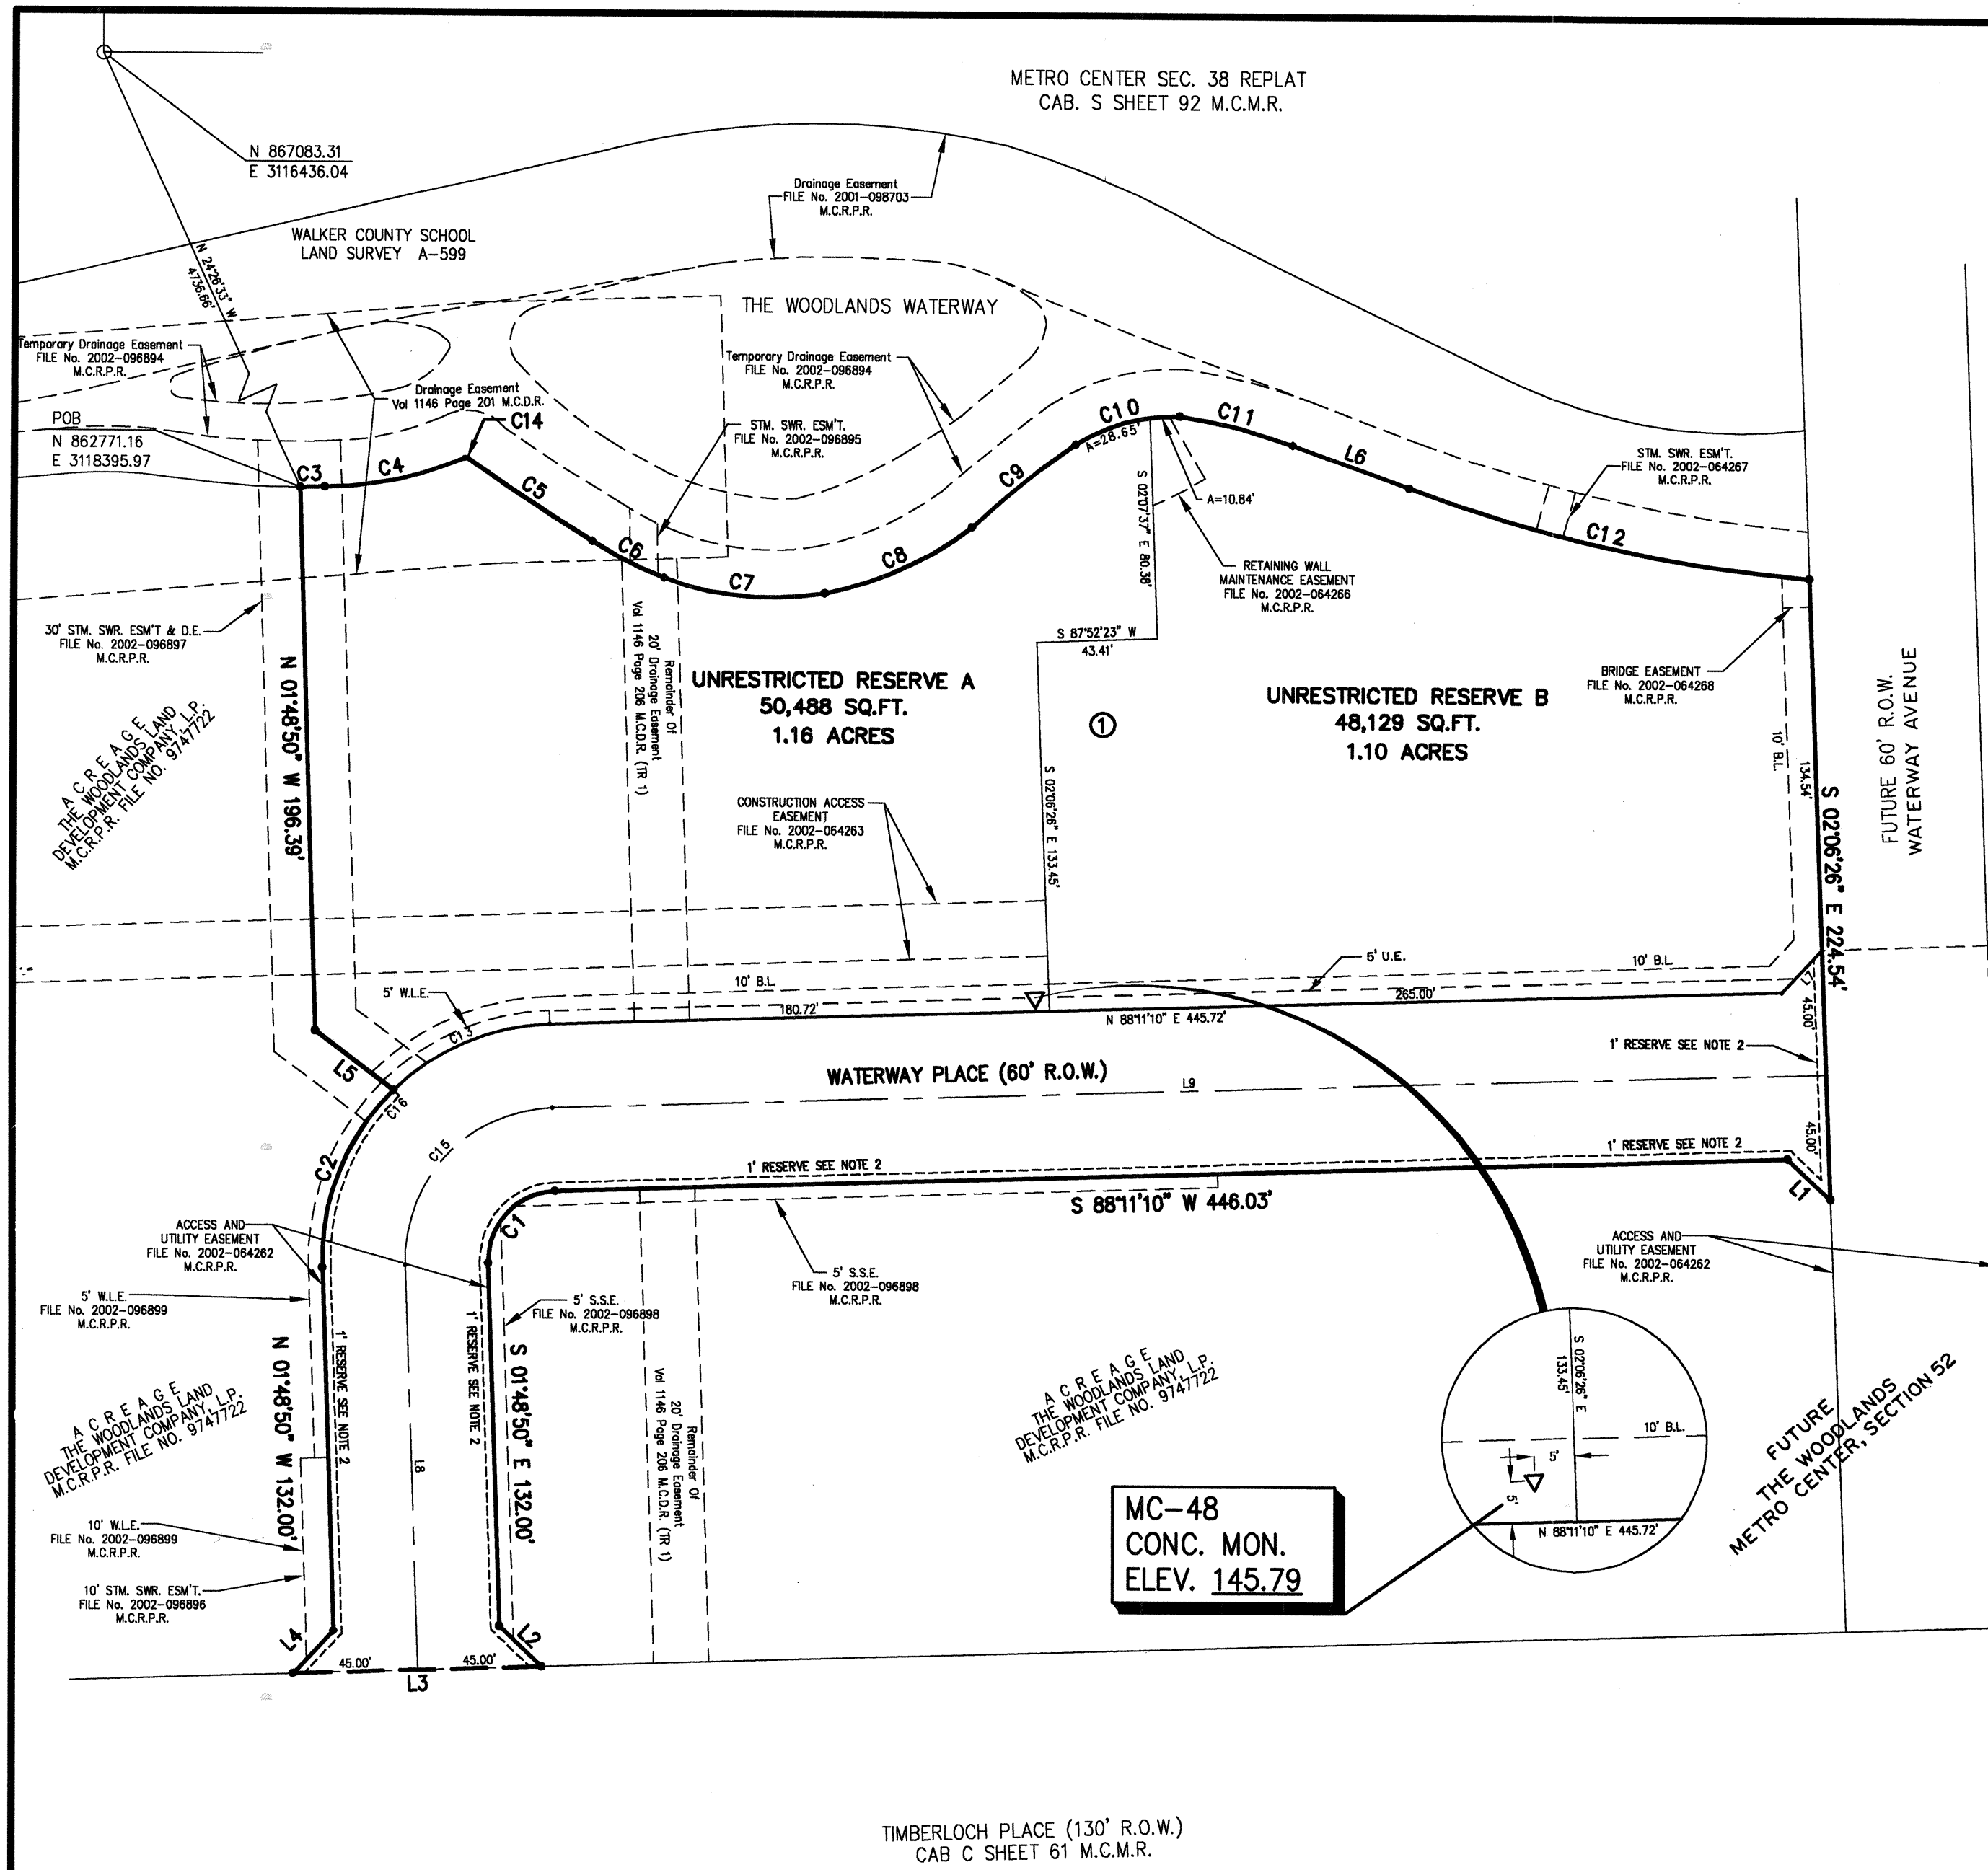 METRO CENTER SEC. 38 REPLAT
CAB. S SHEET 92 M.C.M.R.
N 867083.31
E 3116436.04
WALKER COUNTY SCHOOL
LAND SURVEY A-599
N 24°26'33" W
4736.66'
Drainage Easement
FILE No. 2001-098703
M.C.R.P.R.
THE WOODLANDS WATERWAY
Temporary Drainage Easement
FILE No. 2002-096894
M.C.R.P.R.
Temporary Drainage Easement
FILE No. 2002-096894
M.C.R.P.R.
Drainage Easement
Vol 1146 Page 201 M.C.D.R.
POB
N 862771.16
E 3118395.97
STM. SWR. ESM'T.
FILE No. 2002-096895
M.C.R.P.R.
C3
C4
C14
C5
C6
C7
C8
C9
C10
A=28.65'
C11
A=10.84'
L6
C12
STM. SWR. ESM'T.
FILE No. 2002-064267
M.C.R.P.R.
S 02°07'37" E 80.38'
RETAINING WALL
MAINTENANCE EASEMENT
FILE No. 2002-064266
M.C.R.P.R.
S 87°52'23" W
43.41'
30' STM. SWR. ESM'T & D.E.
FILE No. 2002-096897
M.C.R.P.R.
N 01°48'50" W 196.39'
A C R E A G E
THE WOODLANDS LAND
DEVELOPMENT COMPANY, L.P.
M.C.R.P.R. FILE NO. 9747722
Remainder Of
20' Drainage Easement
Vol 1146 Page 206 M.C.D.R. (TR 1)
UNRESTRICTED RESERVE A
50,488 SQ.FT.
1.16 ACRES
1
UNRESTRICTED RESERVE B
48,129 SQ.FT.
1.10 ACRES
BRIDGE EASEMENT
FILE No. 2002-064268
M.C.R.P.R.
FUTURE 60' R.O.W.
WATERWAY AVENUE
10' B.L.
134.54'
S 02°06'26" E 224.54'
S 02°06'26" E 133.45'
CONSTRUCTION ACCESS
EASEMENT
FILE No. 2002-064263
M.C.R.P.R.
5' W.L.E.
10' B.L.
5' U.E.
10' B.L.
180.72'
265.00'
N 88°11'10" E 445.72'
L7
45.00'
C13
L5
C16
1' RESERVE SEE NOTE 2
WATERWAY PLACE (60' R.O.W.)
L9
C15
C2
45.00'
1' RESERVE SEE NOTE 2
1' RESERVE SEE NOTE 2
L1
S 88°11'10" W 446.03'
C1
ACCESS AND
UTILITY EASEMENT
FILE No. 2002-064262
M.C.R.P.R.
ACCESS AND
UTILITY EASEMENT
FILE No. 2002-064262
M.C.R.P.R.
5' W.L.E.
FILE No. 2002-096899
M.C.R.P.R.
5' S.S.E.
FILE No. 2002-096898
M.C.R.P.R.
5' S.S.E.
FILE No. 2002-096898
M.C.R.P.R.
N 01°48'50" W 132.00'
1' RESERVE SEE NOTE 2
L8
1' RESERVE SEE NOTE 2
S 01°48'50" E 132.00'
Remainder Of
20' Drainage Easement
Vol 1146 Page 206 M.C.D.R. (TR 1)
A C R E A G E
THE WOODLANDS LAND
DEVELOPMENT COMPANY, L.P.
M.C.R.P.R. FILE NO. 9747722
A C R E A G E
THE WOODLANDS LAND
DEVELOPMENT COMPANY, L.P.
M.C.R.P.R. FILE NO. 9747722
S 02°06'26" E
133.45'
10' B.L.
5'
5'
N 88°11'10" E 445.72'
FUTURE
THE WOODLANDS
METRO CENTER, SECTION 52
MC-48
CONC. MON.
ELEV. 145.79
10' W.L.E.
FILE No. 2002-096899
M.C.R.P.R.
10' STM. SWR. ESM'T.
FILE No. 2002-096896
M.C.R.P.R.
L4
45.00'
L3
45.00'
L2
TIMBERLOCH PLACE (130' R.O.W.)
CAB C SHEET 61 M.C.M.R.